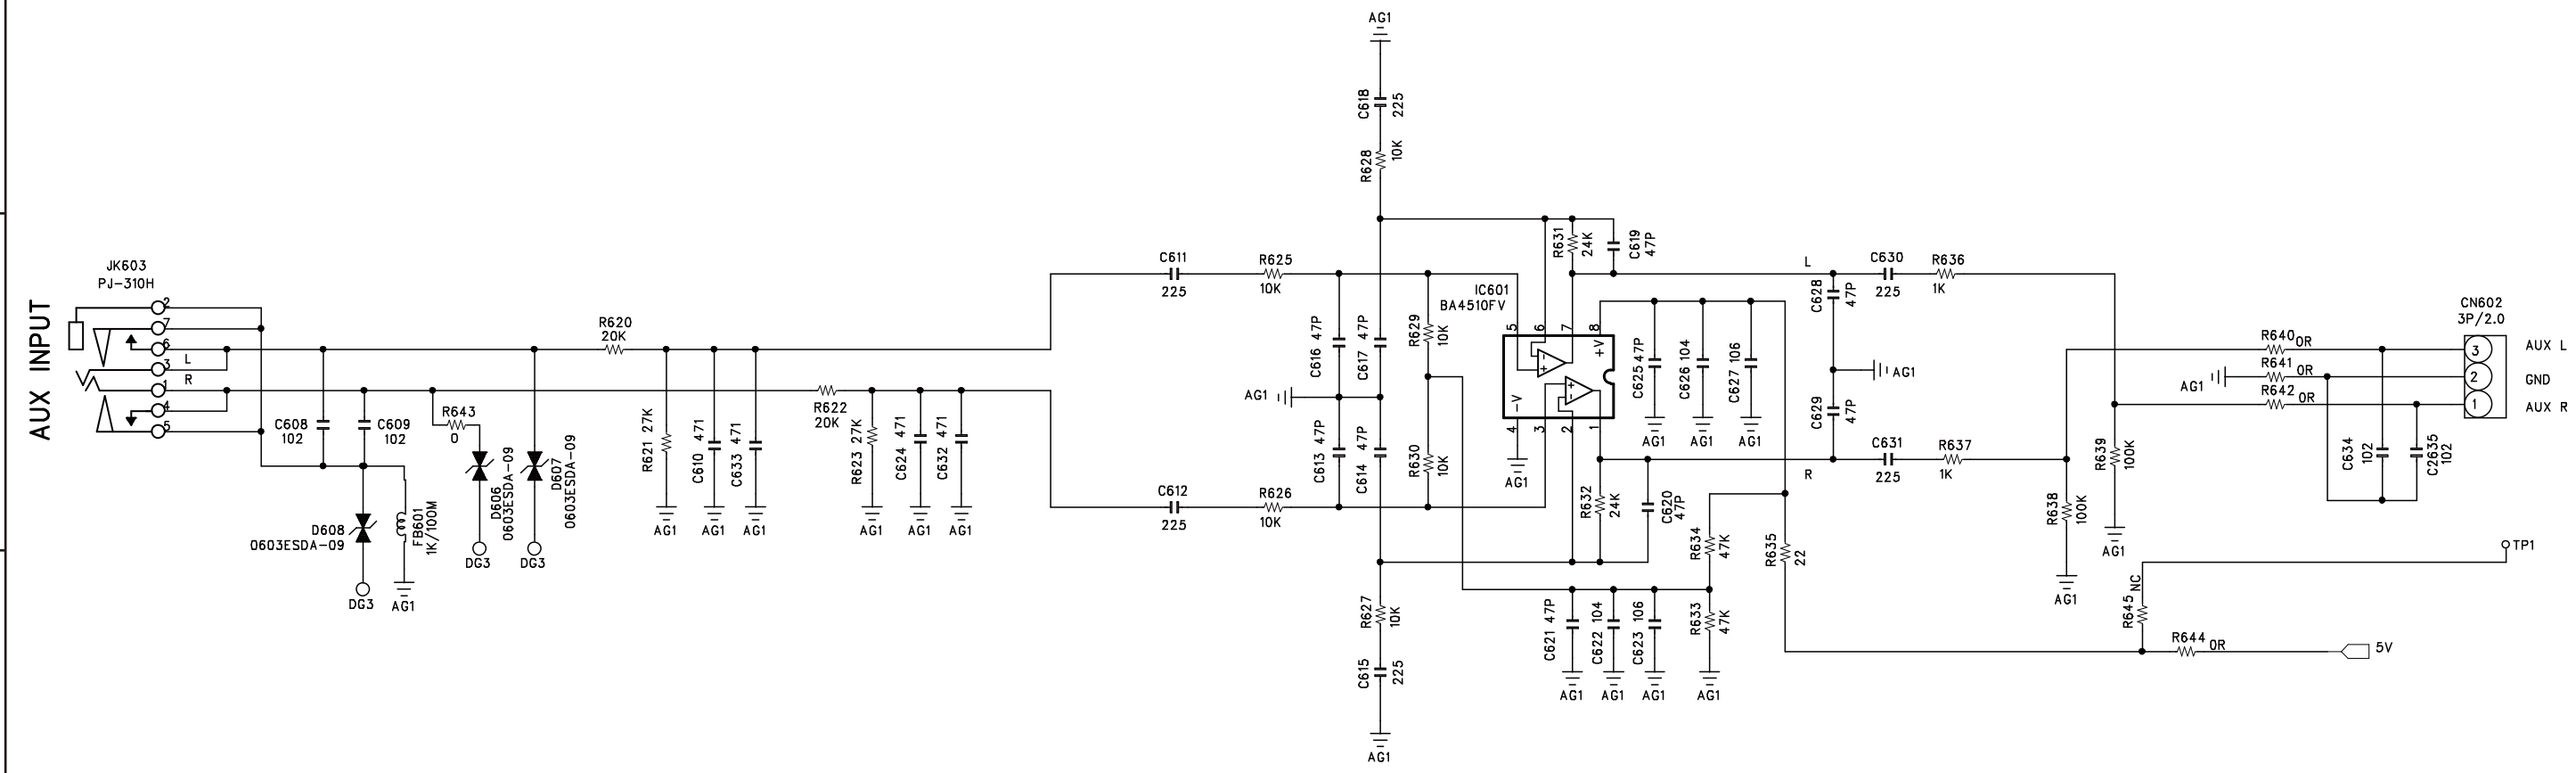 AUX INPUT
JK603
PJ-310H
2
7
6
3
1
4
5
L
R
C608
102
C609
102
R643
0
D608
0603ESDA-09
DG3
FB601
1K/100M
AG1
D606
0603ESDA-09
DG3
D607
0603ESDA-09
DG3
R620
20K
R621 27K
AG1
C610 471
AG1
C633 471
AG1
R622
20K
R623 27K
AG1
C624 471
AG1
C632 471
AG1
C611
225
R625
10K
C612
225
R626
10K
AG1
C618
225
R628
10K
C616 47P
C617 47P
AG1
C613 47P
C614 47P
R629
10K
R630
10K
R627
10K
C615
225
AG1
IC601
BA4510FV
5
6
7
8
+V
-V
4
3
2
1
AG1
R631
24K
C619
47P
R632
24K
C620
47P
C625 47P
AG1
C626 104
AG1
C627 106
AG1
C621 47P
AG1
C622 104
AG1
C623 106
AG1
R634
47K
R633
47K
AG1
R635
22
L
R
C628
47P
C629
47P
AG1
C630
225
R636
1K
C631
225
R637
1K
R638
100K
AG1
R639
100K
AG1
R640 0R
R641 0R
AG1
R642 0R
C634
102
C2635
102
CN602
3P/2.0
3
2
1
AUX L
GND
AUX R
TP1
R645 NC
R644 0R
5V